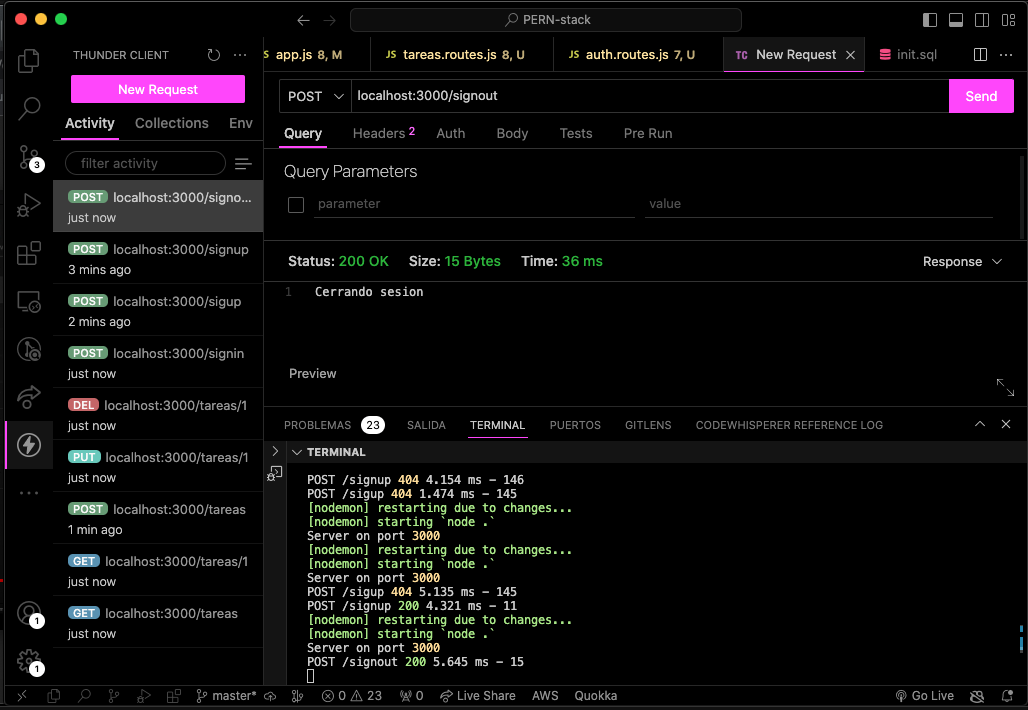 PERN-stack
THUNDER CLIENT
New Request
Activity Collections Env
filter activity
POST localhost:3000/signo...
just now
POST localhost:3000/signup
3 mins ago
POST localhost:3000/sigup
2 mins ago
POST localhost:3000/signin
just now
DEL localhost:3000/tareas/1
just now
PUT localhost:3000/tareas/1
just now
POST localhost:3000/tareas
1 min ago
GET localhost:3000/tareas/1
just now
GET localhost:3000/tareas
just now
3
1
1
S app.js 8, M JS tareas.routes.js 8, U JS auth.routes.js 7, U TC New Request init.sql
POST localhost:3000/signout Send
Query Headers 2 Auth Body Tests Pre Run
Query Parameters
parameter value
Status: 200 OK Size: 15 Bytes Time: 36 ms Response
1 Cerrando sesion
Preview
PROBLEMAS 23 SALIDA TERMINAL PUERTOS GITLENS CODEWHISPERER REFERENCE LOG
TERMINAL
POST /signup 404 4.154 ms - 146
POST /sigup 404 1.474 ms - 145
[nodemon] restarting due to changes...
[nodemon] starting `node .`
Server on port 3000
[nodemon] restarting due to changes...
[nodemon] starting `node .`
Server on port 3000
POST /sigup 404 5.135 ms - 145
POST /signup 200 4.321 ms - 11
[nodemon] restarting due to changes...
[nodemon] starting `node .`
Server on port 3000
POST /signout 200 5.645 ms - 15
master* 0 23 0 Live Share AWS Quokka Go Live